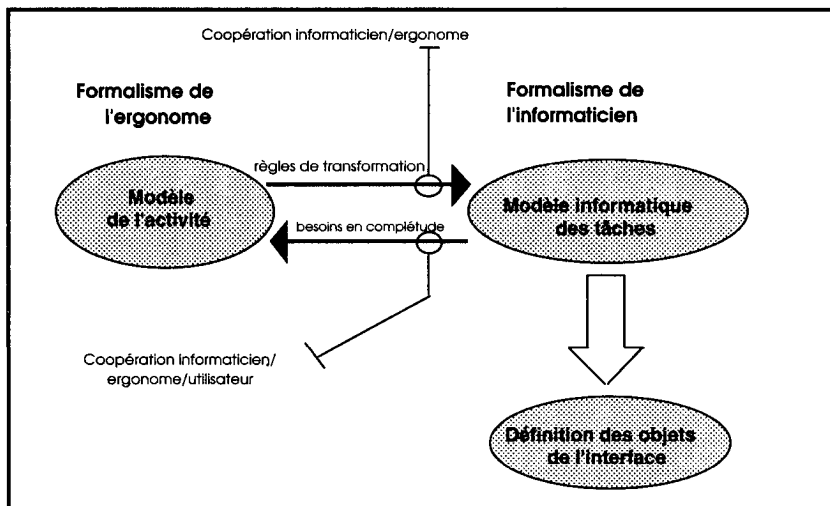 Coopération informaticien/ergonome
Formalisme de
l'ergonome
Formalisme de
l'informaticien
règles de transformation
Modèle
de l'activité
Modèle informatique
des tâches
besoins en complétude
Coopération informaticien/
ergonome/utilisateur
Définition des objets
de l'interface